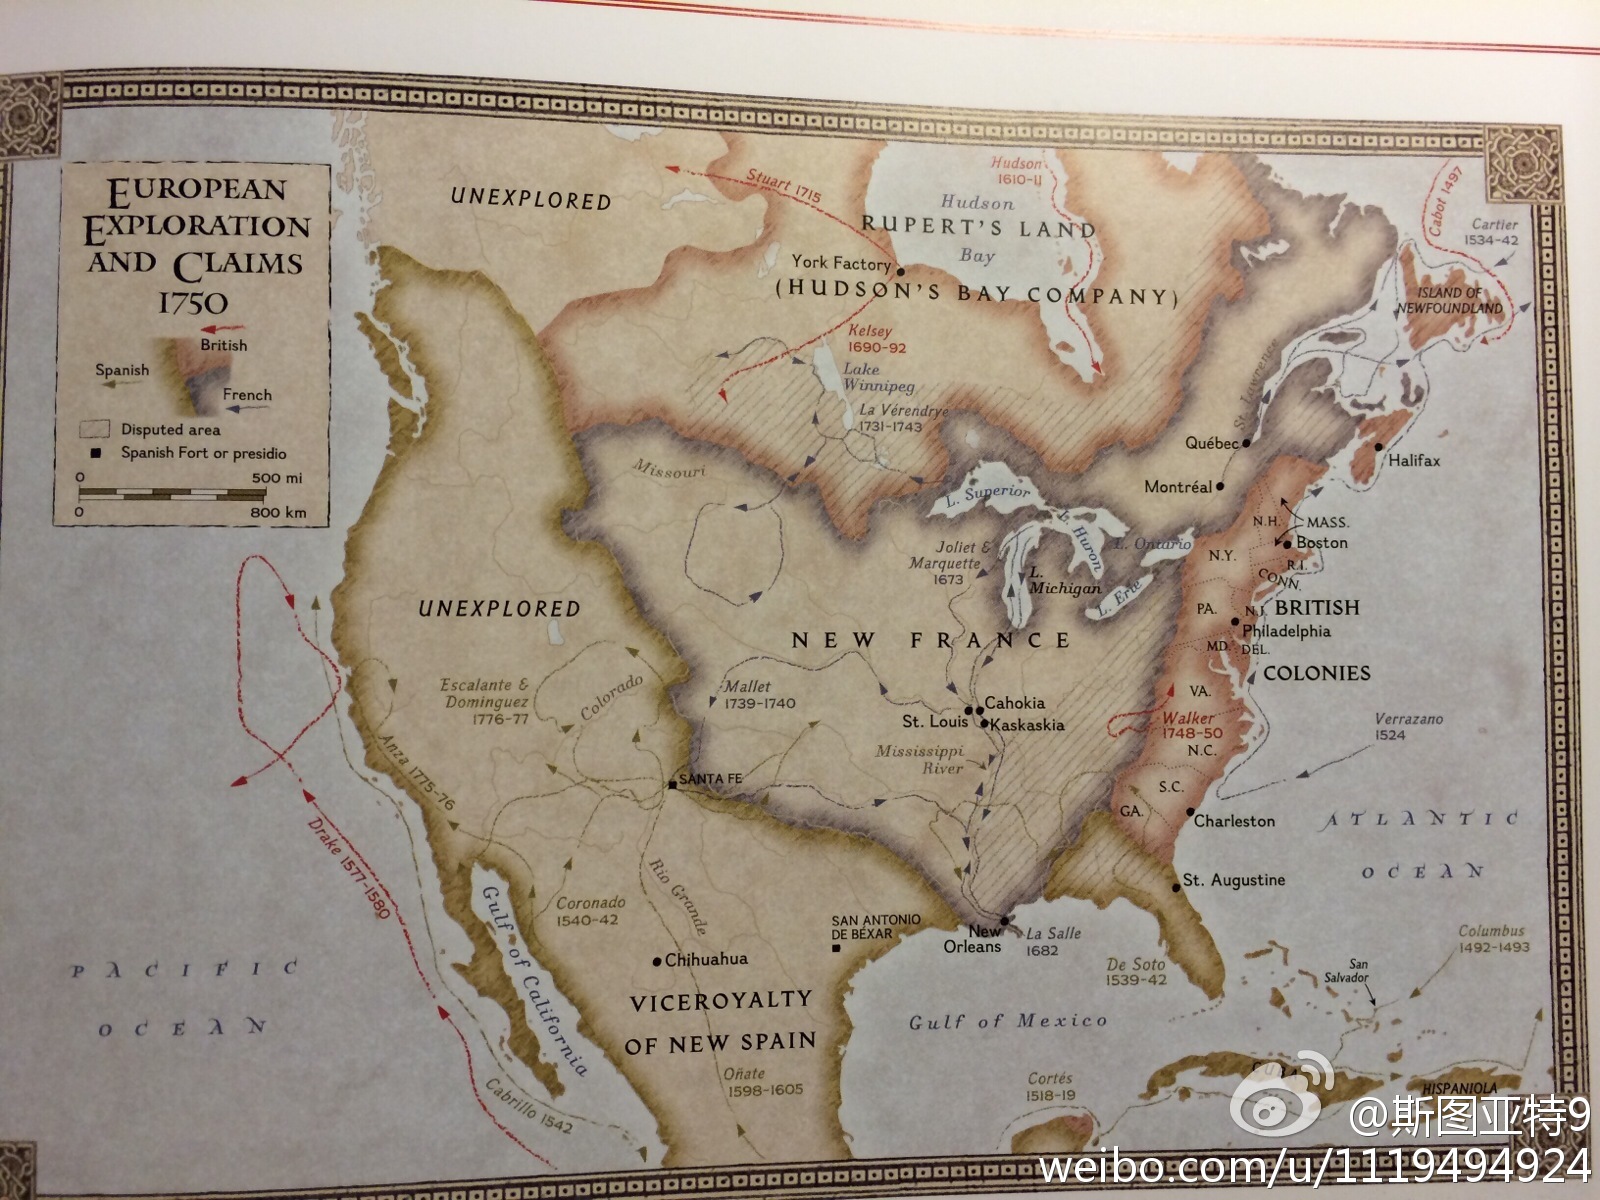 EUROPEAN
EXPLORATION
AND CLAIMS
1750
British
Spanish
French
Disputed area
Spanish Fort or presidio
0 500 mi
0 800 km
UNEXPLORED
Stuart 1715
Hudson
1610-11
Hudson
Bay
RUPERT'S LAND
(HUDSON'S BAY COMPANY)
York Factory
Cabot 1497
Cartier
1534-42
ISLAND OF
NEWFOUNDLAND
Kelsey
1690-92
Lake
Winnipeg
La Vérendrye
1731-1743
St. Lawrence
Québec
Montréal
Halifax
Missouri
L. Superior
L. Huron
L. Ontario
L.
Michigan
L. Erie
Joliet &
Marquette
1673
N.H.
MASS.
Boston
N.Y.
R.I.
CONN.
PA.
N.J.
BRITISH
COLONIES
Philadelphia
MD.
DEL.
VA.
Walker
1748-50
N.C.
S.C.
GA.
Charleston
Verrazano
1524
UNEXPLORED
NEW FRANCE
Escalante &
Dominguez
1776-77
Colorado
Mallet
1739-1740
Cahokia
St. Louis
Kaskaskia
Mississippi
River
Anza 1775-76
SANTA FE
Drake 1577-1580
Coronado
1540-42
Rio Grande
Gulf of California
SAN ANTONIO
DE BÉXAR
Chihuahua
VICEROYALTY
OF NEW SPAIN
Oñate
1598-1605
Cabrillo 1542
PACIFIC
OCEAN
New
Orleans
La Salle
1682
De Soto
1539-42
St. Augustine
ATLANTIC
OCEAN
Columbus
1492-1493
San
Salvador
Gulf of Mexico
Cortés
1518-19
CUBA
HISPANIOLA
@斯图亚特9
weibo.com/u/1119494924